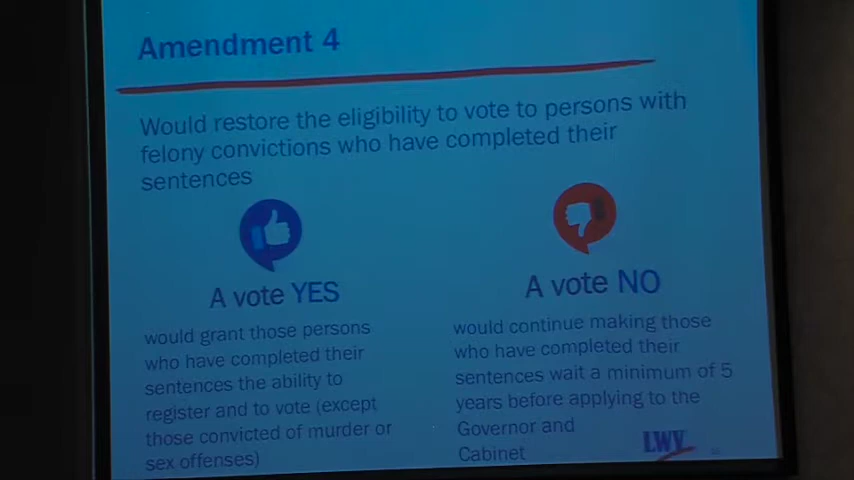 Amendment 4
Would restore the eligibility to vote to persons with
felony convictions who have completed their
sentences
A vote YES
would grant those persons
who have completed their
sentences the ability to
register and to vote (except
those convicted of murder or
sex offenses)
A vote NO
would continue making those
who have completed their
sentences wait a minimum of 5
years before applying to the
Governor and
Cabinet
LWV